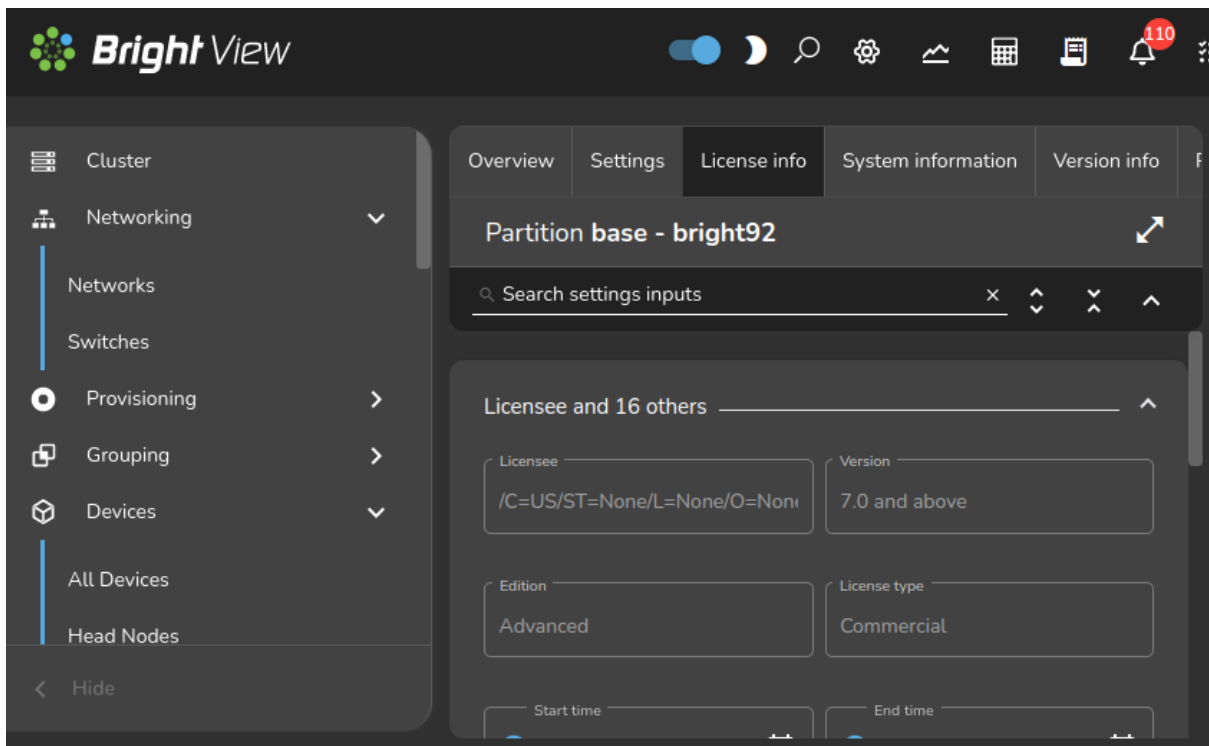 Bright View
110
Cluster
Networking
Networks
Switches
Provisioning
Grouping
Devices
All Devices
Head Nodes
Hide
Overview Settings License info System information Version info
Partition base - bright92
Search settings inputs
Licensee and 16 others
Licensee Version
/C=US/ST=None/L=None/O=Non 7.0 and above
Edition License type
Advanced Commercial
Start time End time